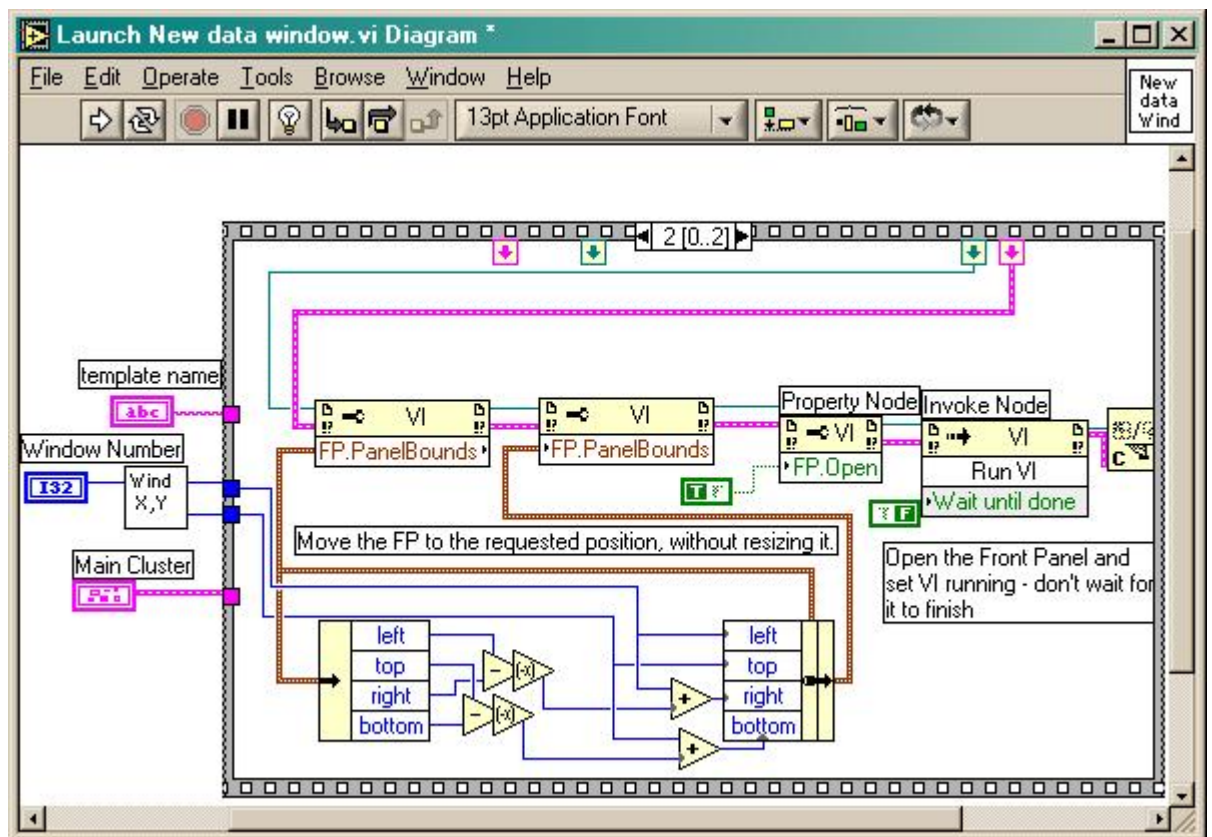 Launch New data window.vi Diagram *
File Edit Operate Tools Browse Window Help
13pt Application Font
New
data
Wind
2 [0..2]
template name
abc
Window Number
I32
Wind
X,Y
Main Cluster
VI
FP.PanelBounds
VI
FP.PanelBounds
Property Node
VI
FP.Open
T
Invoke Node
VI
Run VI
Wait until done
F
C
Move the FP to the requested position, without resizing it.
Open the Front Panel and
set VI running - don't wait for
it to finish
left
top
right
bottom
-
(-x)
-
(-x)
+
+
left
top
right
bottom